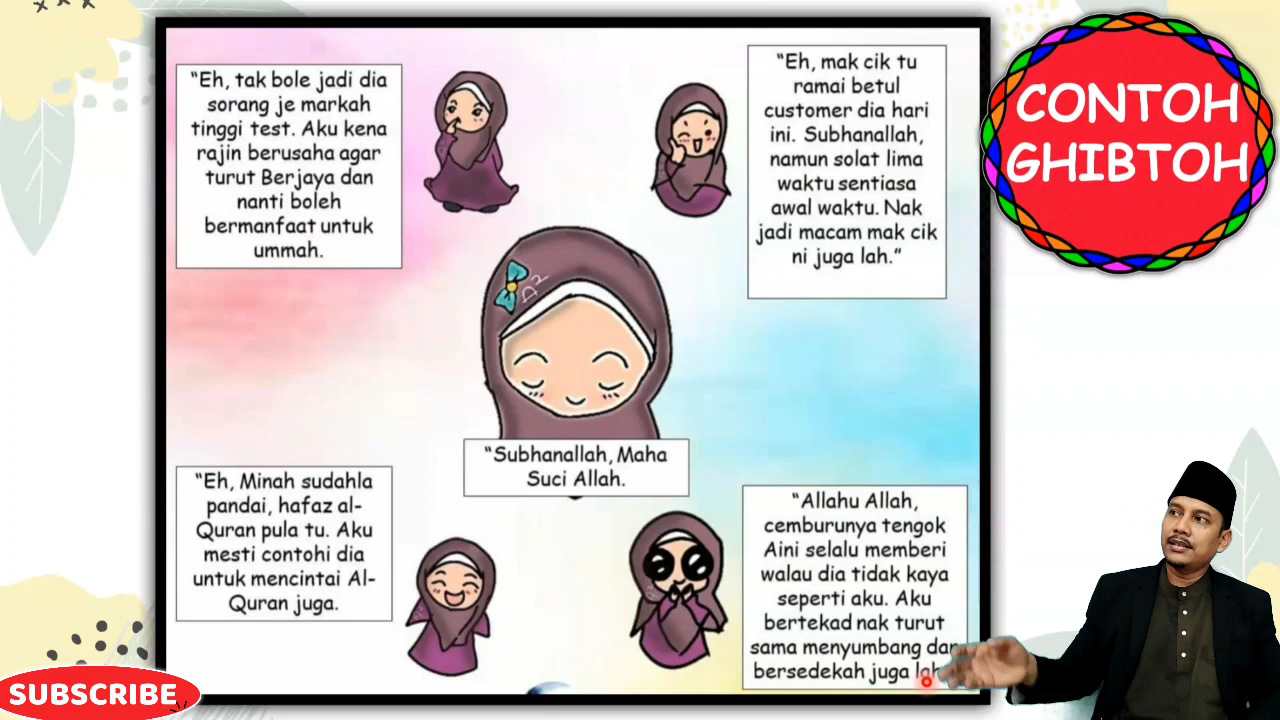 “Eh, tak bole jadi dia
sorang je markah
tinggi test. Aku kena
rajin berusaha agar
turut Berjaya dan
nanti boleh
bermanfaat untuk
ummah.
“Eh, mak cik tu
ramai betul
customer dia hari
ini. Subhanallah,
namun solat lima
waktu sentiasa
awal waktu. Nak
jadi macam mak cik
ni juga lah.”
CONTOH
GHIBTOH
“Subhanallah, Maha
Suci Allah.
“Eh, Minah sudahla
pandai, hafaz al-
Quran pula tu. Aku
mesti contohi dia
untuk mencintai Al-
Quran juga.
“Allahu Allah,
cemburunya tengok
Aini selalu memberi
walau dia tidak kaya
seperti aku. Aku
bertekad nak turut
sama menyumbang dan
bersedekah juga lah
SUBSCRIBE